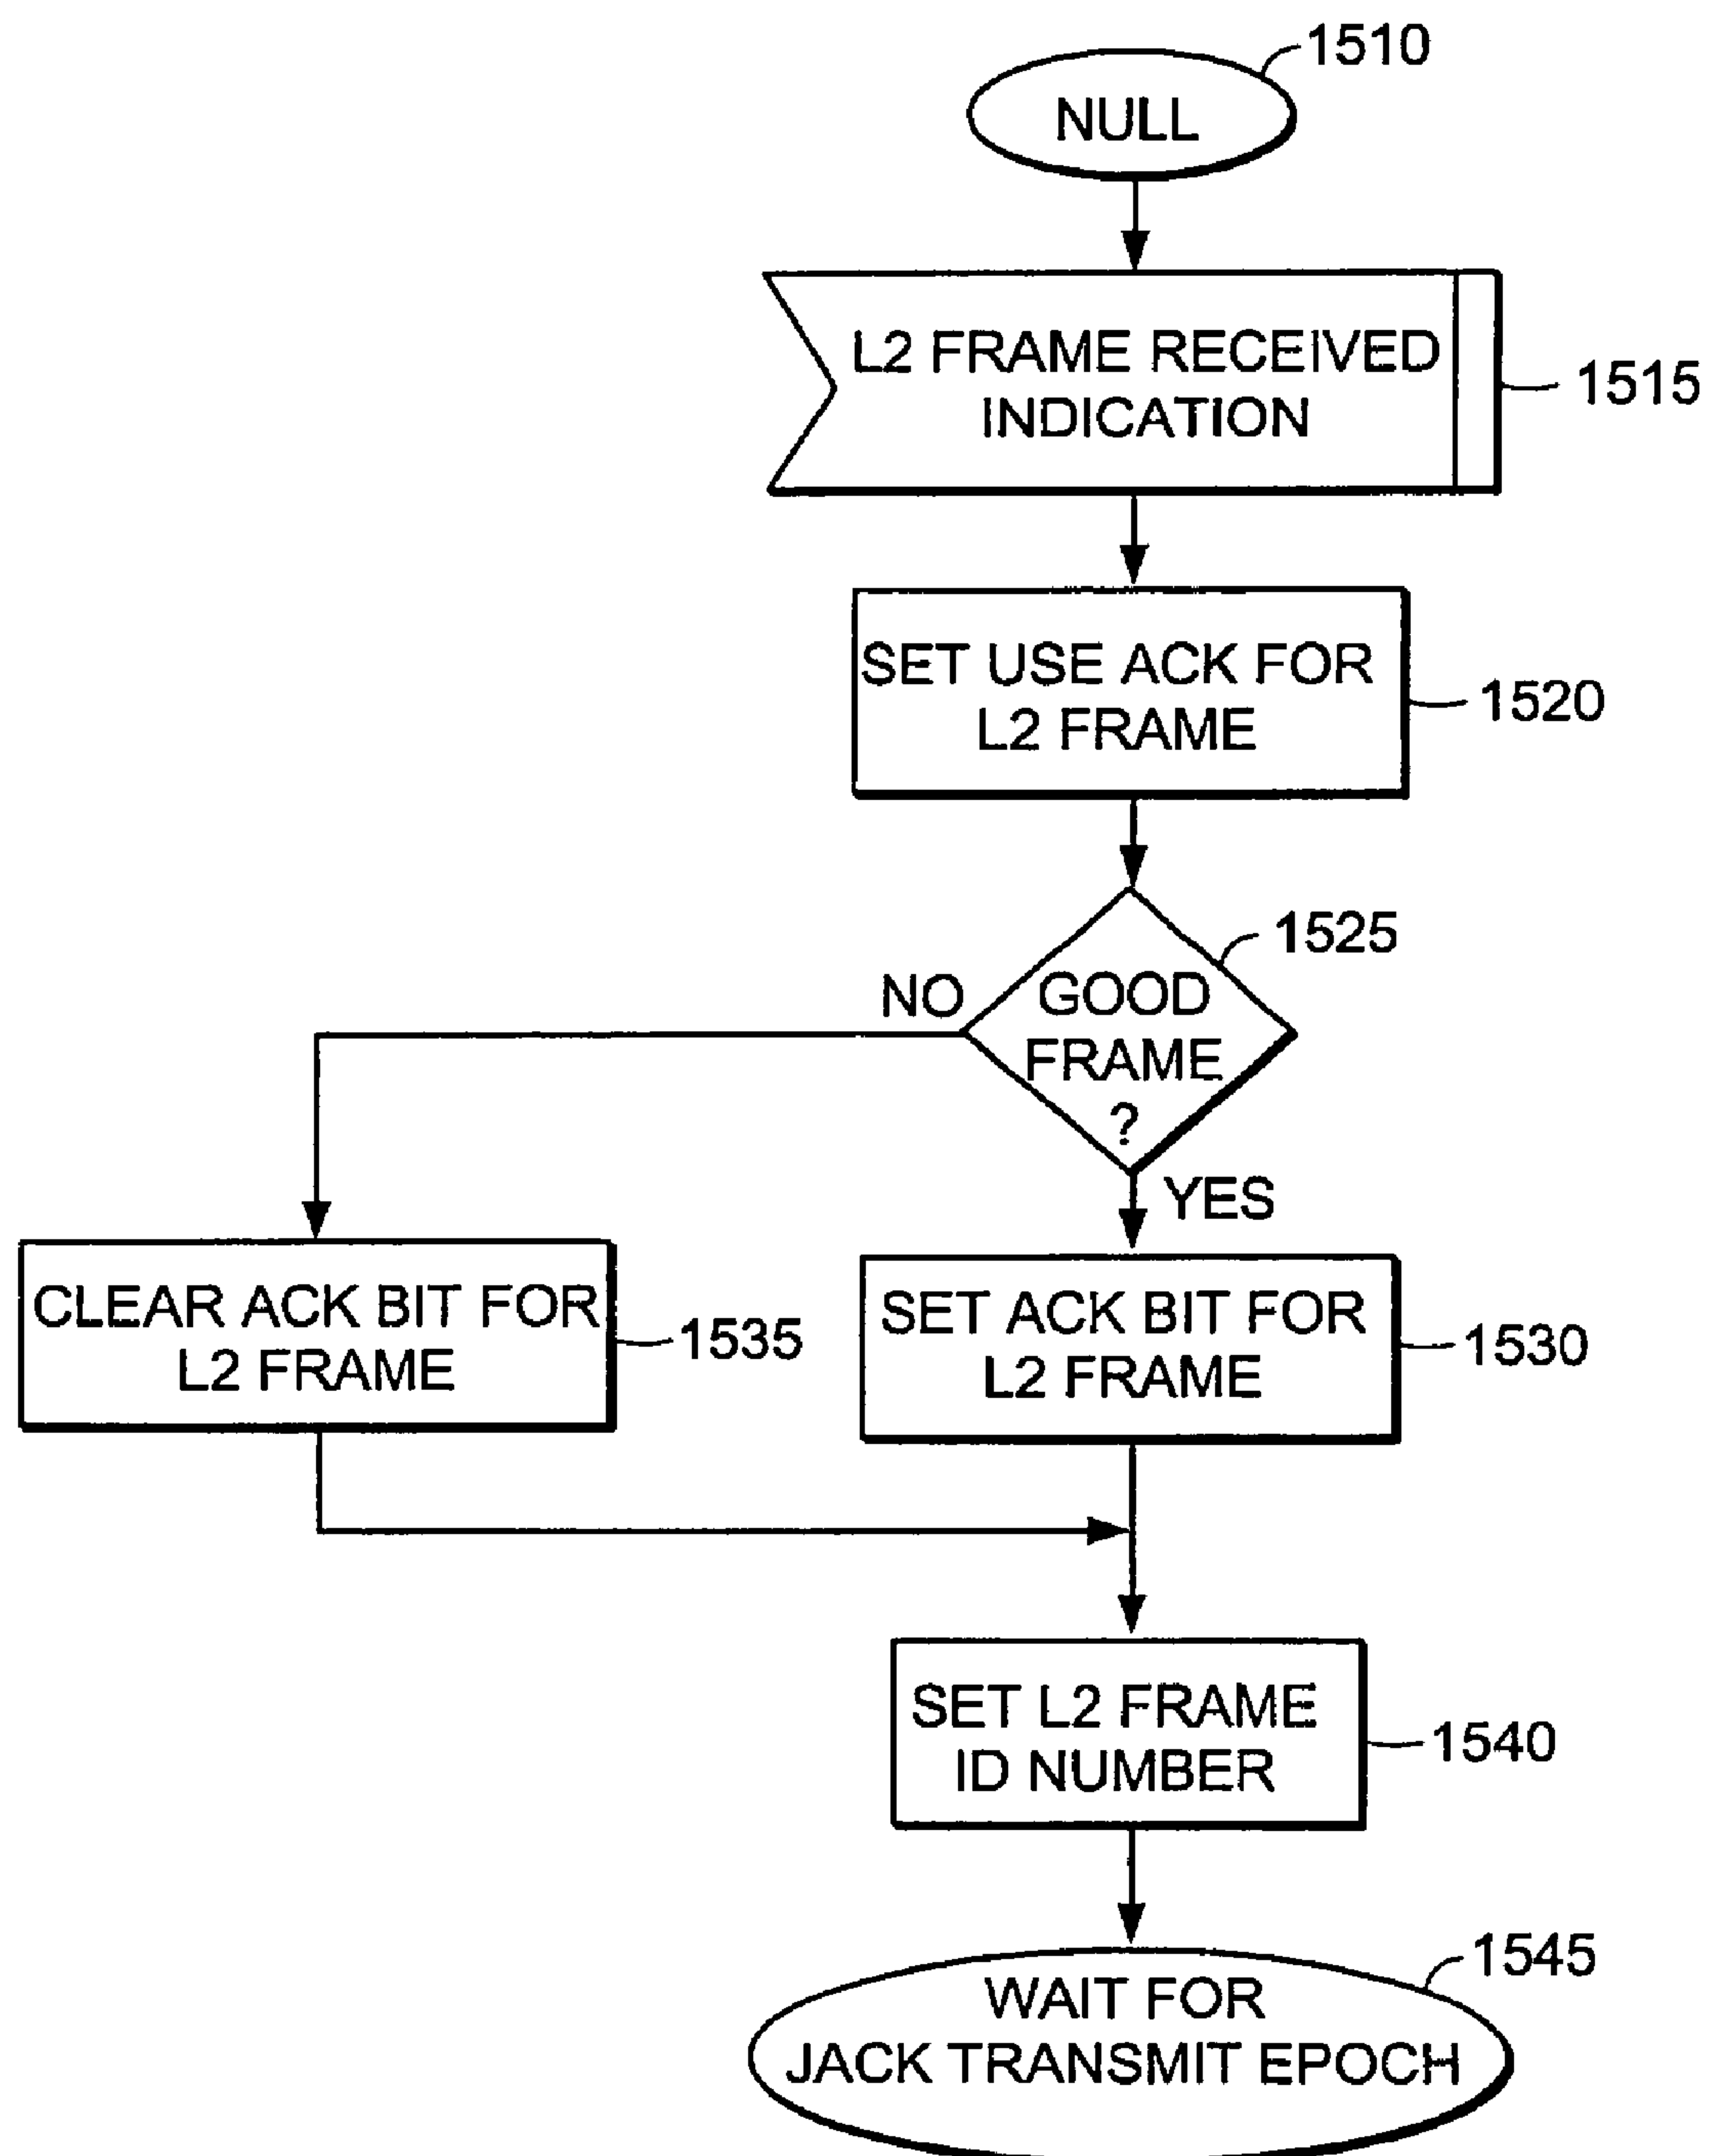 1510
NULL
L2 FRAME RECEIVED
INDICATION
1515
SET USE ACK FOR
L2 FRAME
1520
1525
NO
GOOD
FRAME
?
YES
CLEAR ACK BIT FOR
L2 FRAME
1535
SET ACK BIT FOR
L2 FRAME
1530
SET L2 FRAME
ID NUMBER
1540
1545
WAIT FOR
JACK TRANSMIT EPOCH